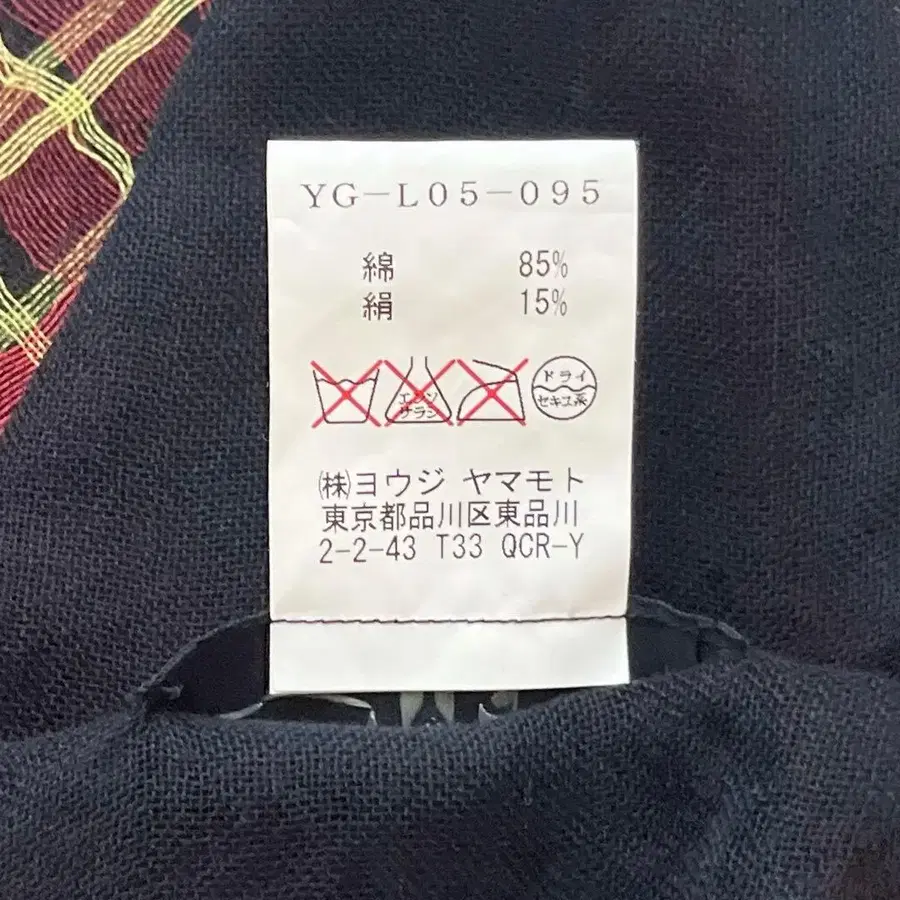 YG-L05-095
綿 85%
絹 15%
エンソ サラシ ドライ セキユ系
㈱ヨウジ ヤマモト
東京都品川区東品川
2-2-43 T33 QCR-Y